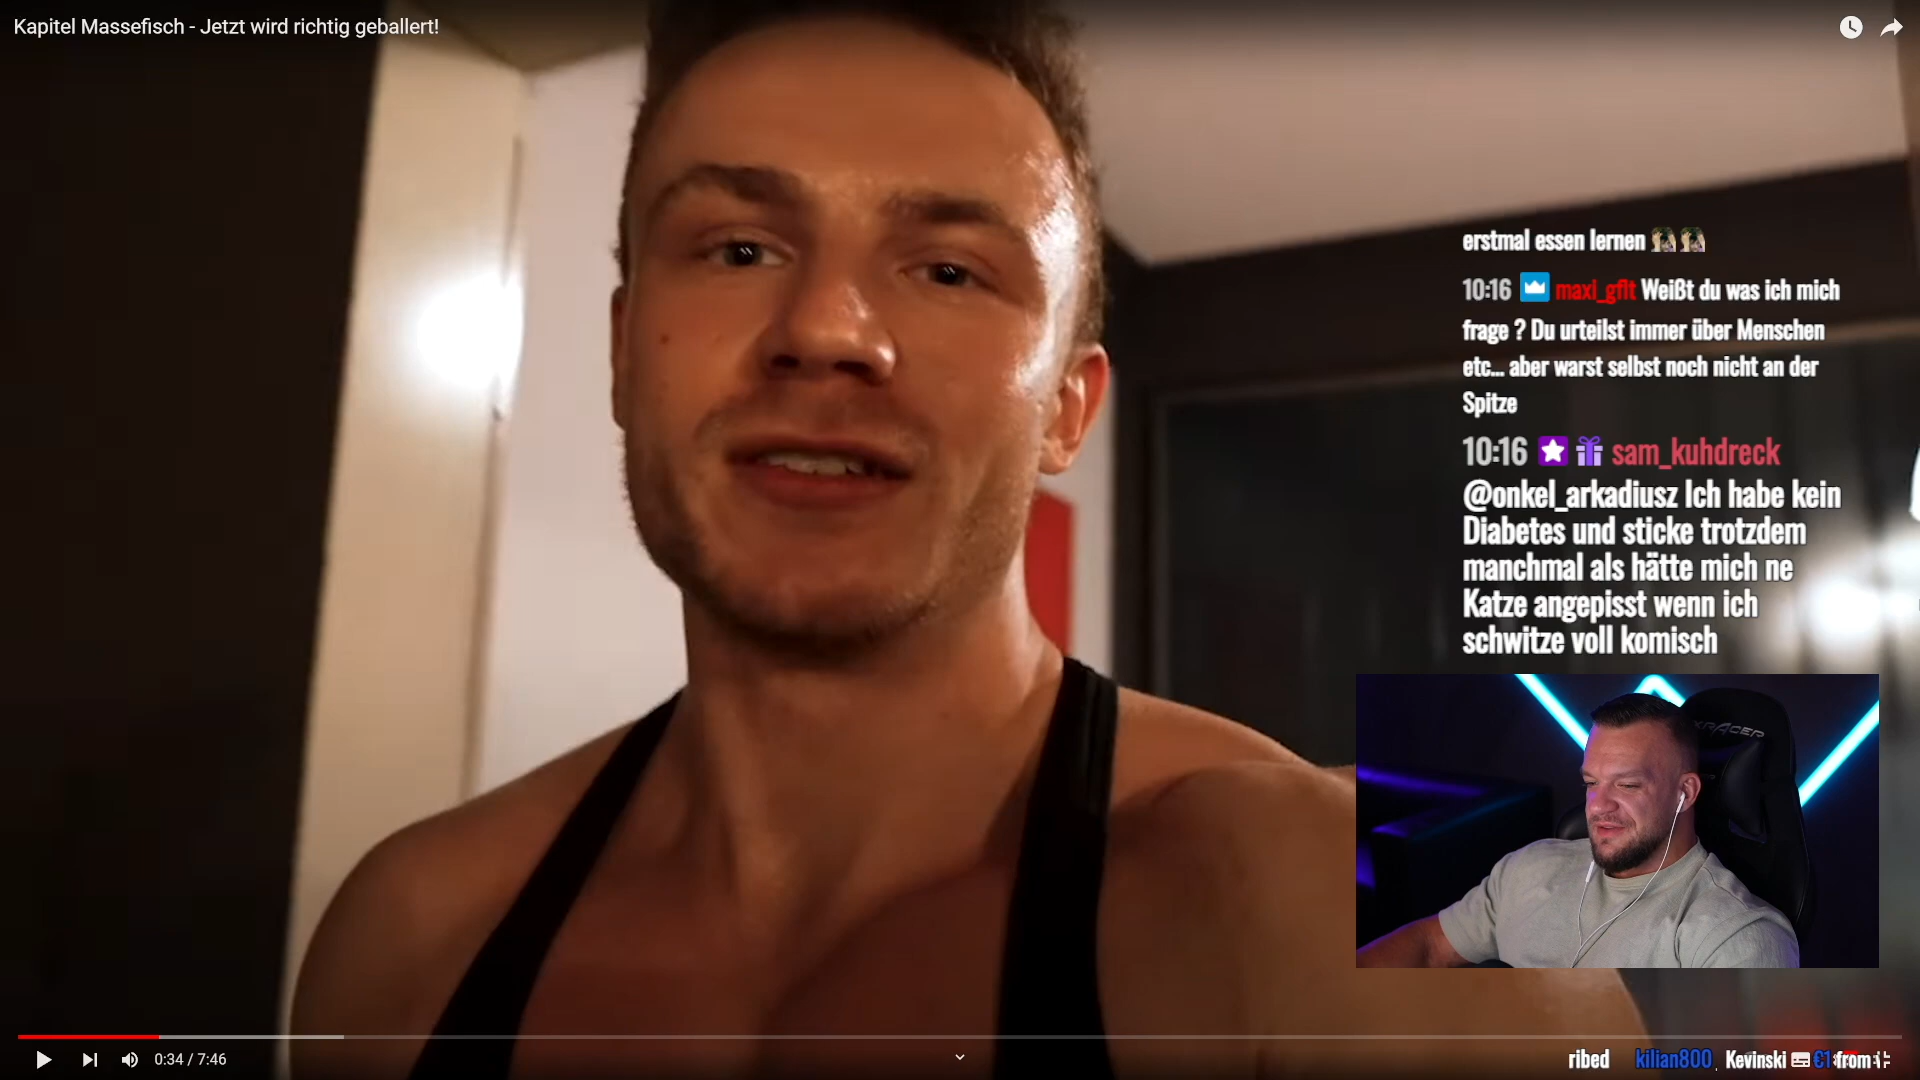 Kapitel Massefisch - Jetzt wird richtig geballert!
erstmal essen lernen
10:16 maxi_gfit Weißt du was ich mich
frage ? Du urteilst immer über Menschen
etc... aber warst selbst noch nicht an der
Spitze
10:16 sam_kuhdreck
@onkel_arkadiusz Ich habe kein
Diabetes und sticke trotzdem
manchmal als hätte mich ne
Katze angepisst wenn ich
schwitze voll komisch
0:34 / 7:46
ribed kilian800 Kevinski from